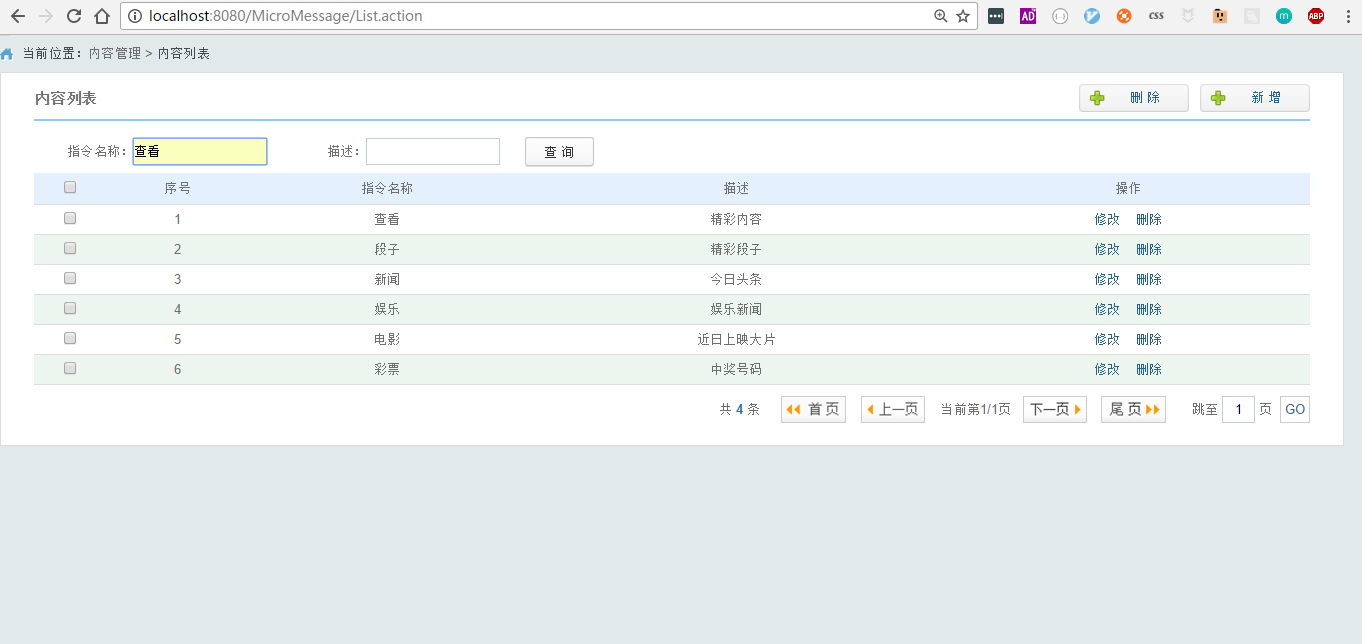 localhost:8080/MicroMessage/List.action
AD
css
m
ABP
当前位置：内容管理 > 内容列表
内容列表
删 除
新 增
指令名称：查看
描述：
查 询
序号 指令名称 描述 操作
1 查看 精彩内容 修改 删除
2 段子 精彩段子 修改 删除
3 新闻 今日头条 修改 删除
4 娱乐 娱乐新闻 修改 删除
5 电影 近日上映大片 修改 删除
6 彩票 中奖号码 修改 删除
共 4 条 首 页 上一页 当前第1/1页 下一页 尾 页 跳至 1 页 GO